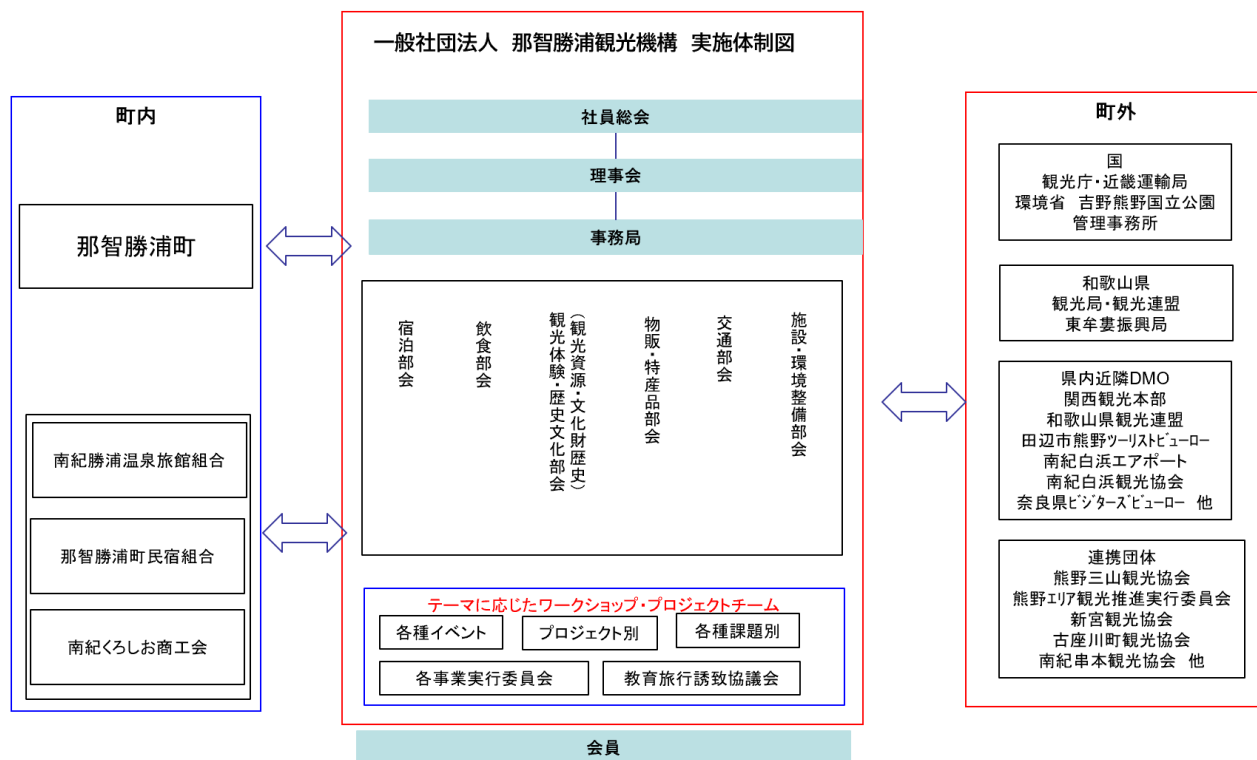 一般社団法人　那智勝浦観光機構　実施体制図
町内
那智勝浦町
南紀勝浦温泉旅館組合
那智勝浦町民宿組合
南紀くろしお商工会
社員総会
理事会
事務局
宿泊部会
飲食部会
観光体験・歴史文化部会
（観光資源・文化財歴史）
物販・特産品部会
交通部会
施設・環境整備部会
テーマに応じたワークショップ・プロジェクトチーム
各種イベント
プロジェクト別
各種課題別
各事業実行委員会
教育旅行誘致協議会
会員
町外
国
観光庁・近畿運輸局
環境省　吉野熊野国立公園
管理事務所
和歌山県
観光局・観光連盟
東牟婁振興局
県内近隣DMO
関西観光本部
和歌山県観光連盟
田辺市熊野ﾂｰﾘｽﾄﾋﾞｭｰﾛｰ
南紀白浜エアポート
南紀白浜観光協会
奈良県ﾋﾞｼﾞﾀｰｽﾞﾋﾞｭｰﾛｰ　他
連携団体
熊野三山観光協会
熊野ｴﾘｱ観光推進実行委員会
新宮観光協会
古座川町観光協会
南紀串本観光協会　他